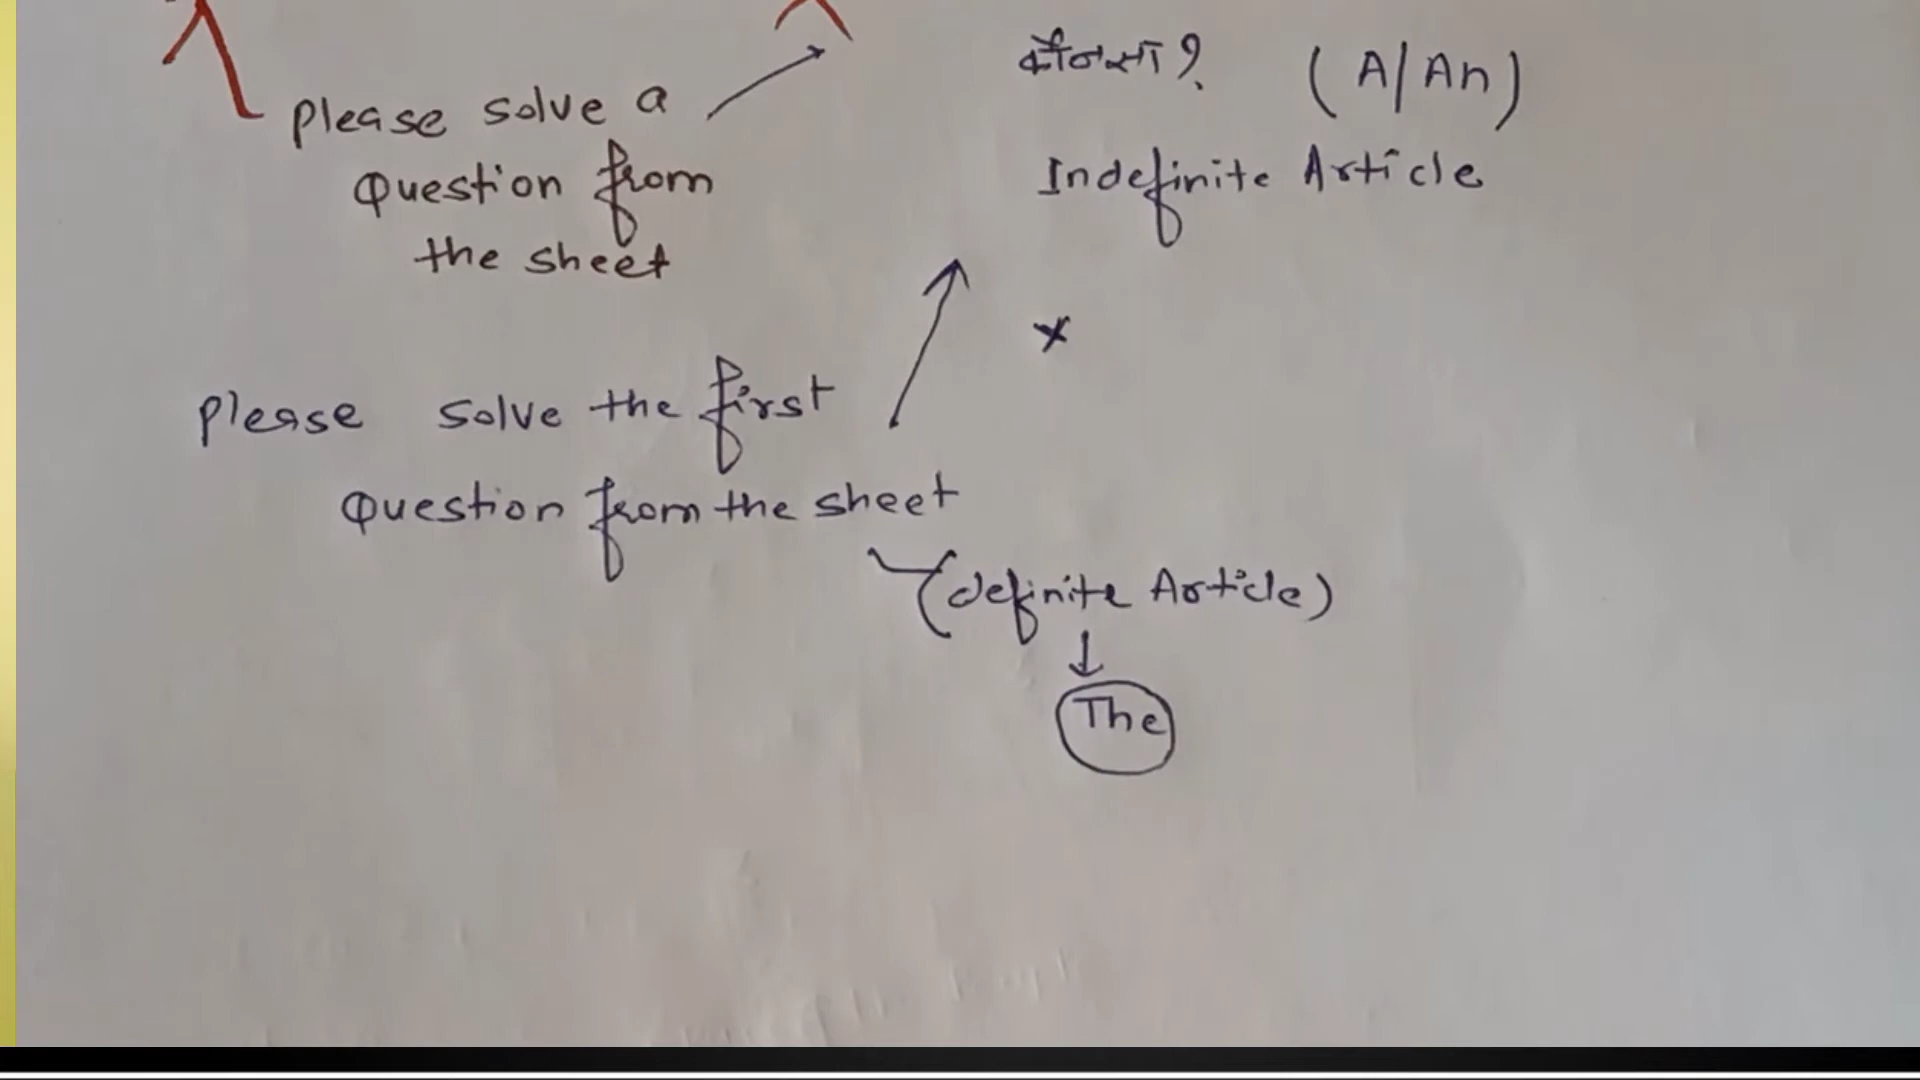 कौनसा? (A/An)
Please solve a
Question from
the sheet
Indefinite Article
x
Please solve the first
Question from the sheet
(definite Article)
↓
The